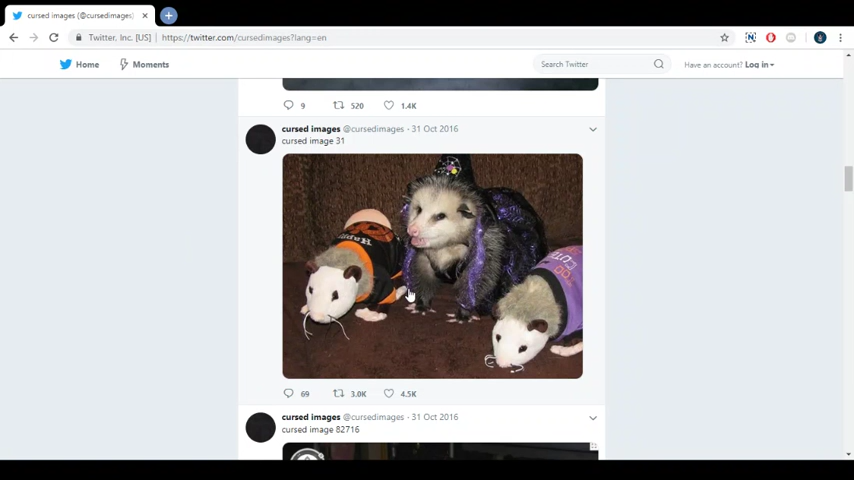 cursed images (@cursedimages)
Twitter, Inc. [US] | https://twitter.com/cursedimages?lang=en
Home Moments Search Twitter Have an account? Log in
9 520 1.4K
cursed images @cursedimages · 31 Oct 2016
cursed image 31
69 3.0K 4.5K
cursed images @cursedimages · 31 Oct 2016
cursed image 82716